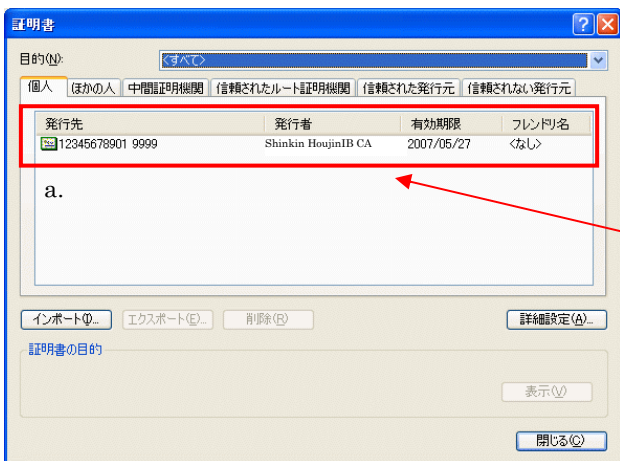 証明書
目的(N): <すべて>
個人 ほかの人 中間証明機関 信頼されたルート証明機関 信頼された発行元 信頼されない発行元
発行先 発行者 有効期限 フレンドリ名
12345678901 9999 Shinkin HoujinIB CA 2007/05/27 <なし>
a.
インポート(I)... エクスポート(E)... 削除(R) 詳細設定(A)...
証明書の目的
表示(V)
閉じる(C)